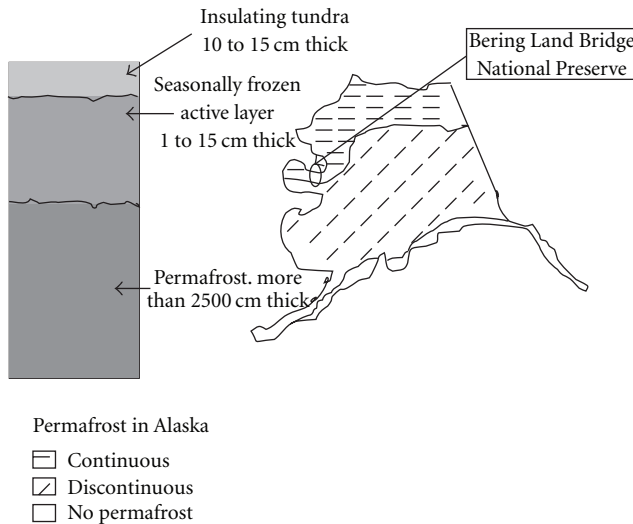 Insulating tundra
10 to 15 cm thick
Seasonally frozen
active layer
1 to 15 cm thick
Permafrost. more
than 2500 cm thick
Bering Land Bridge
National Preserve
Permafrost in Alaska
Continuous
Discontinuous
No permafrost